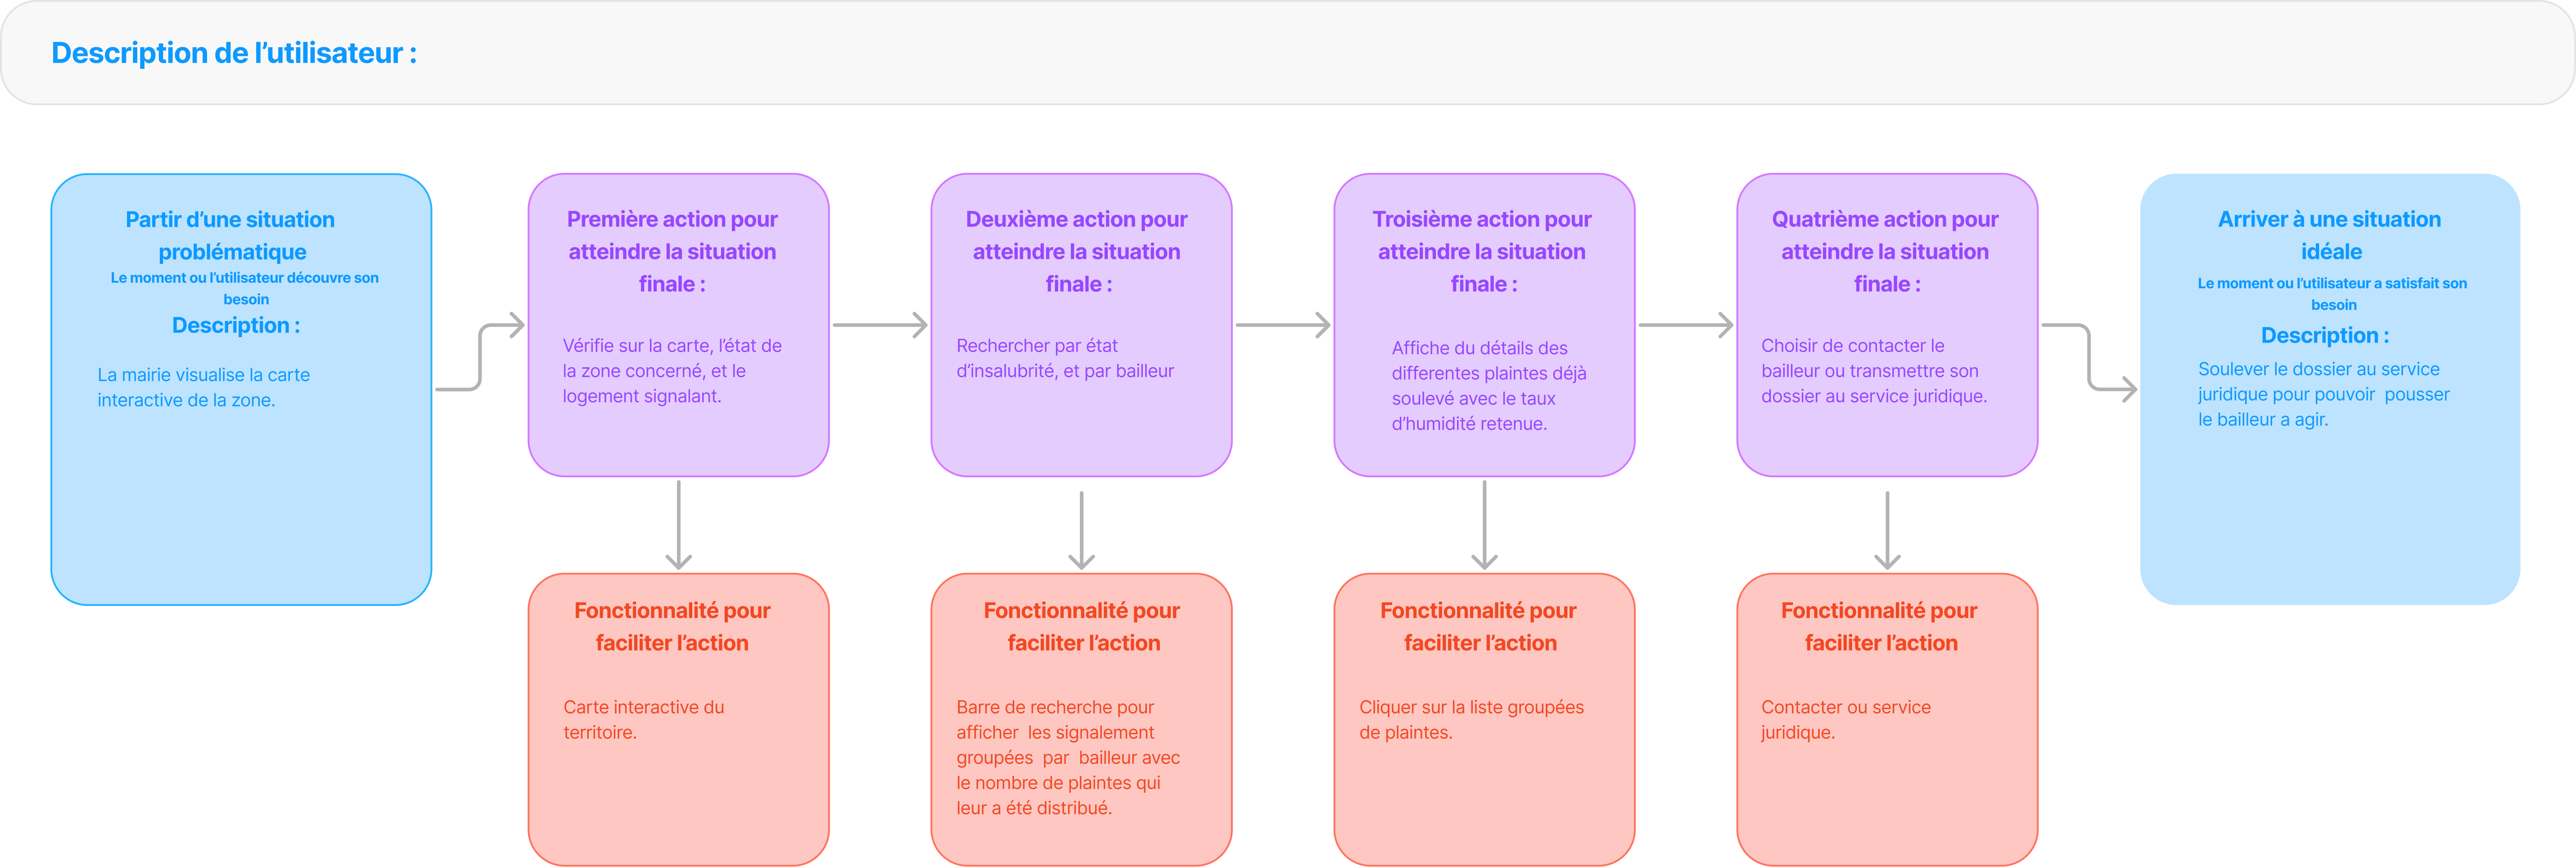 Description de l’utilisateur :
Partir d’une situation
problématique
Le moment ou l’utilisateur découvre son
besoin
Description :
La mairie visualise la carte
interactive de la zone.
Première action pour
atteindre la situation
finale :
Vérifie sur la carte, l’état de
la zone concerné, et le
logement signalant.
Deuxième action pour
atteindre la situation
finale :
Rechercher par état
d’insalubrité, et par bailleur
Troisième action pour
atteindre la situation
finale :
Affiche du détails des
differentes plaintes déjà
soulevé avec le taux
d’humidité retenue.
Quatrième action pour
atteindre la situation
finale :
Choisir de contacter le
bailleur ou transmettre son
dossier au service juridique.
Arriver à une situation
idéale
Le moment ou l’utilisateur a satisfait son
besoin
Description :
Soulever le dossier au service
juridique pour pouvoir  pousser
le bailleur a agir.
Fonctionnalité pour
faciliter l’action
Carte interactive du
territoire.
Fonctionnalité pour
faciliter l’action
Barre de recherche pour
afficher  les signalement
groupées  par  bailleur avec
le nombre de plaintes qui
leur a été distribué.
Fonctionnalité pour
faciliter l’action
Cliquer sur la liste groupées
de plaintes.
Fonctionnalité pour
faciliter l’action
Contacter ou service
juridique.